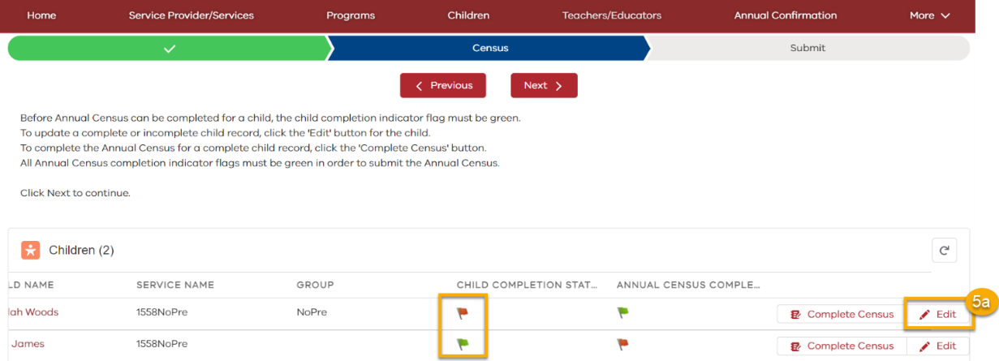 Home Service Provider/Services Programs Children Teachers/Educators Annual Confirmation More
Census Submit
Previous Next
Before Annual Census can be completed for a child, the child completion indicator flag must be green.
To update a complete or incomplete child record, click the 'Edit' button for the child.
To complete the Annual Census for a complete child record, click the 'Complete Census' button.
All Annual Census completion indicator flags must be green in order to submit the Annual Census.
Click Next to continue.
Children (2)
LD NAME SERVICE NAME GROUP CHILD COMPLETION STAT... ANNUAL CENSUS COMPLE...
5a
lah Woods 1558NoPre NoPre Complete Census Edit
James 1558NoPre Complete Census Edit